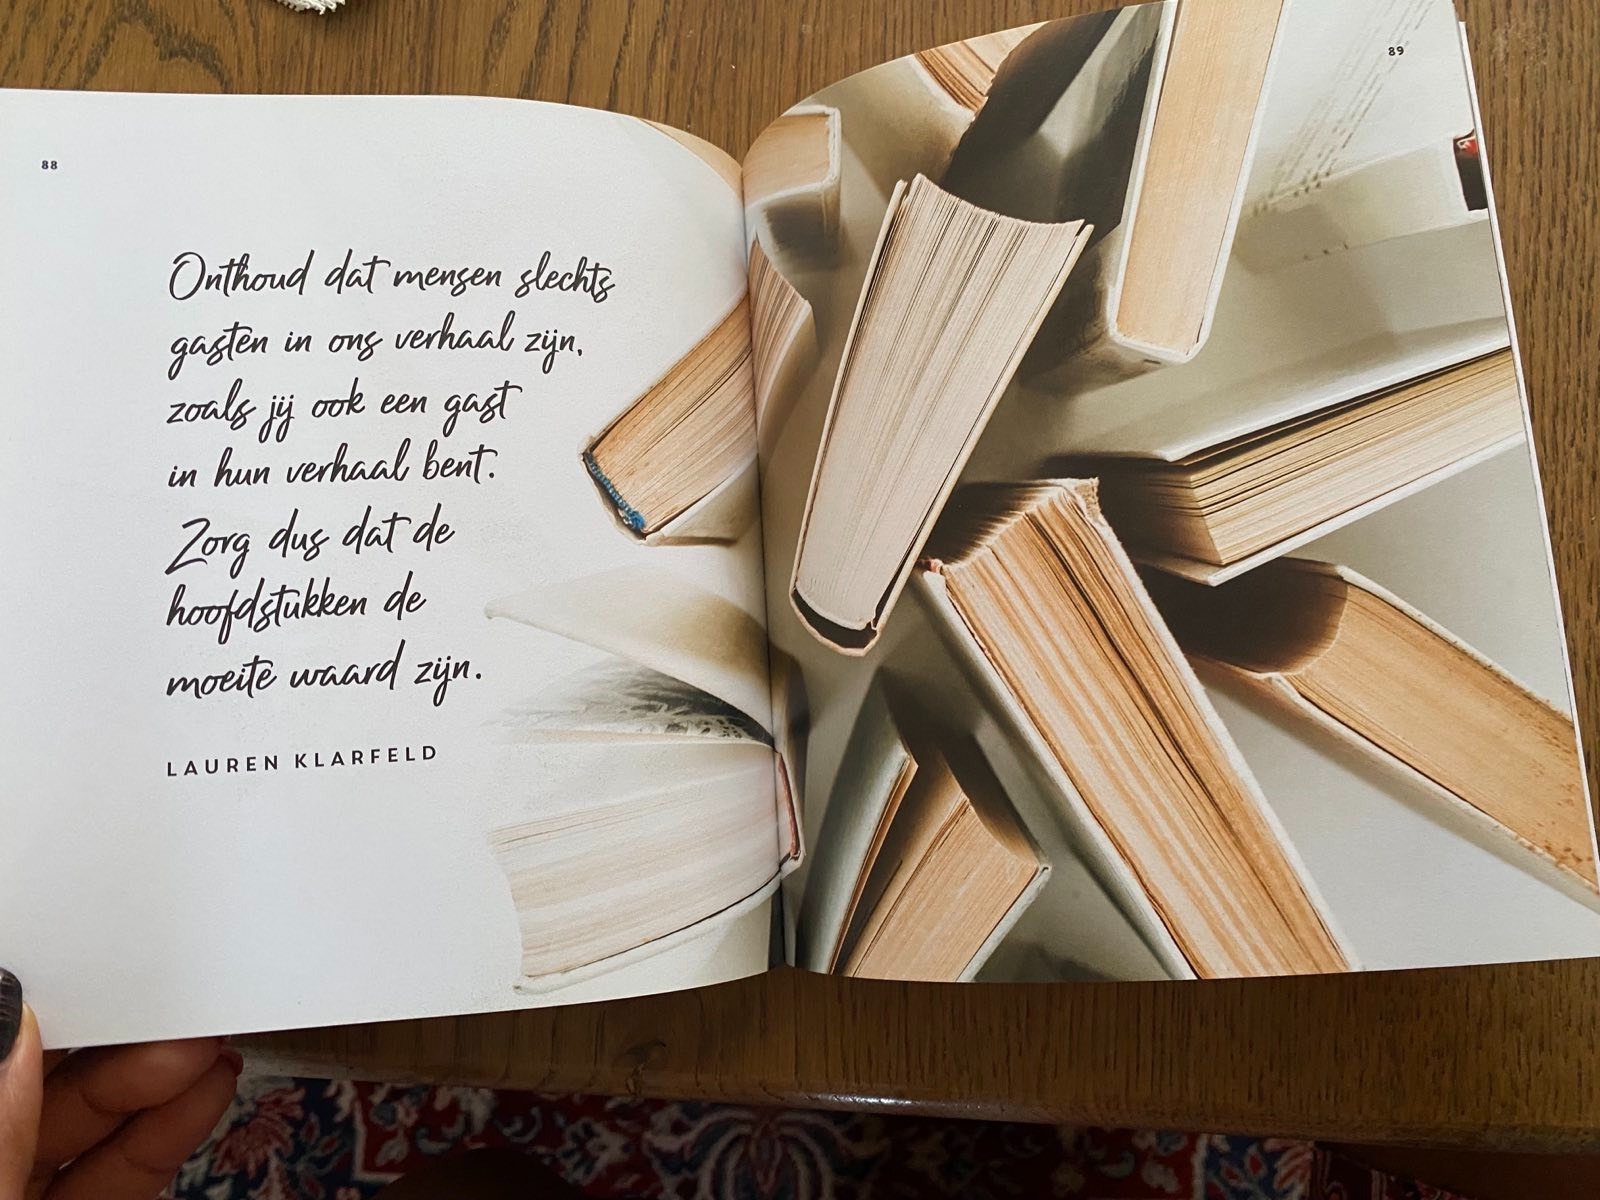 88
Onthoud dat mensen slechts
gasten in ons verhaal zijn,
zoals jij ook een gast
in hun verhaal bent.
Zorg dus dat de
hoofdstukken de
moeite waard zijn.
LAUREN KLARFELD
89